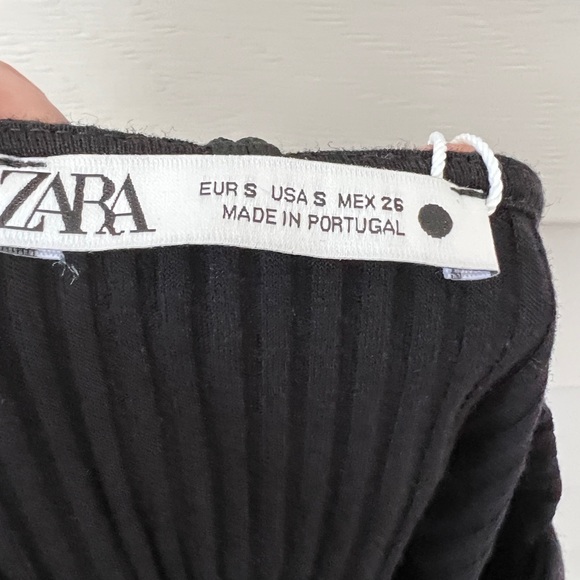 ZARA
EUR S USA S MEX 26
MADE IN PORTUGAL